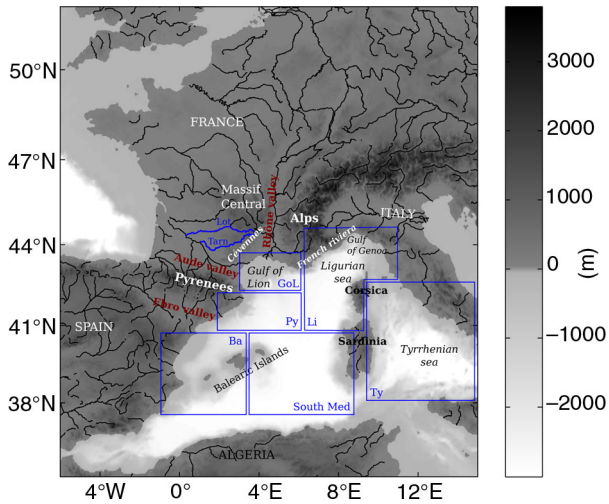 50°N
47°N
44°N
41°N
38°N
4°W
0°
4°E
8°E
12°E
FRANCE
Massif
Central
Rhone valley
Alps
ITALY
Lot
Tarn
Cevennes
French riviera
Gulf
of Genoa
Aude valley
Gulf of
Lion
GoL
Ligurian
sea
Pyrenees
Corsica
Ebro valley
SPAIN
Py
Li
Ba
Sardinia
Balearic Islands
Tyrrhenian
sea
South Med
Ty
ALGERIA
3000
2000
1000
0
−1000
−2000
(m)